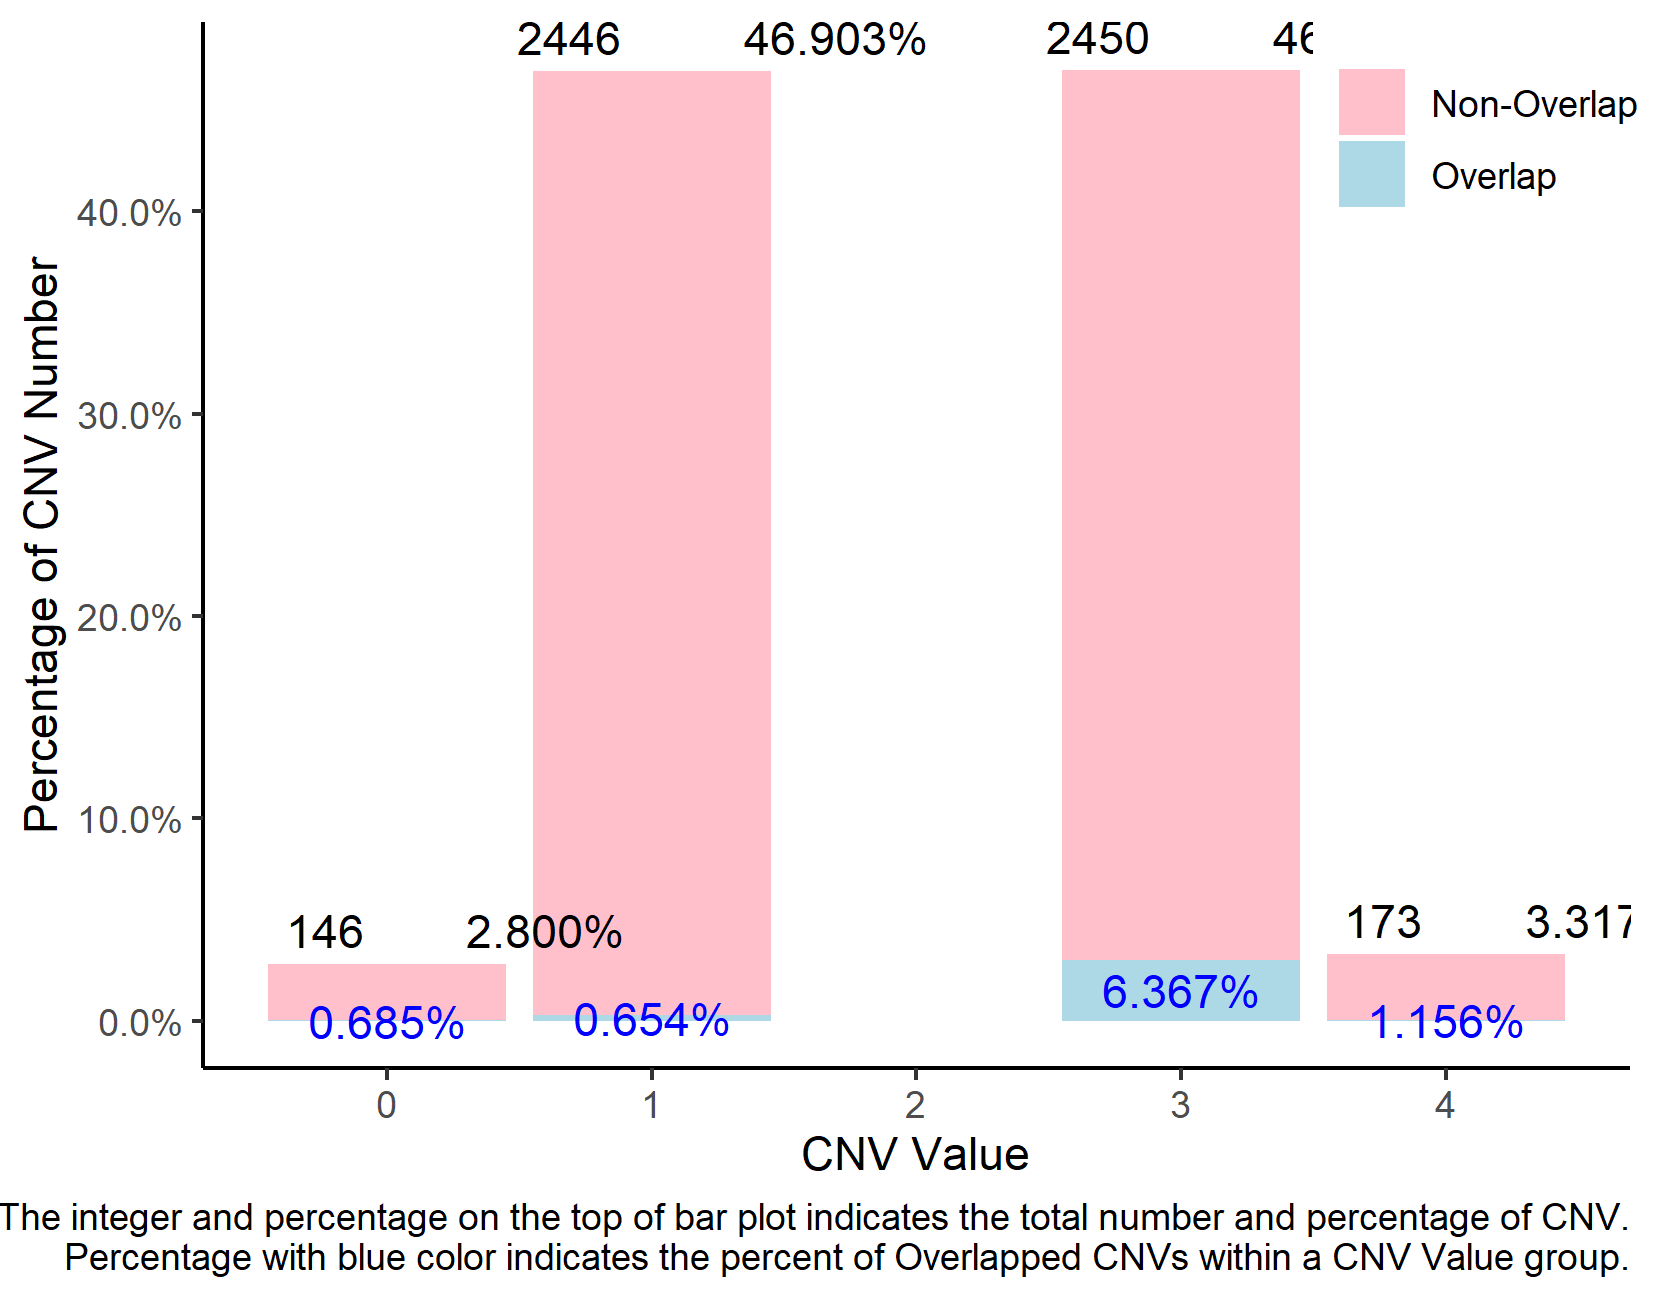 2446 46.903% 2450 46
Non-Overlap
Overlap
40.0%
30.0%
20.0%
10.0%
0.0%
Percentage of CNV Number
146 2.800% 173 3.317
0.685% 0.654% 6.367% 1.156%
0 1 2 3 4
CNV Value
The integer and percentage on the top of bar plot indicates the total number and percentage of CNV.
Percentage with blue color indicates the percent of Overlapped CNVs within a CNV Value group.